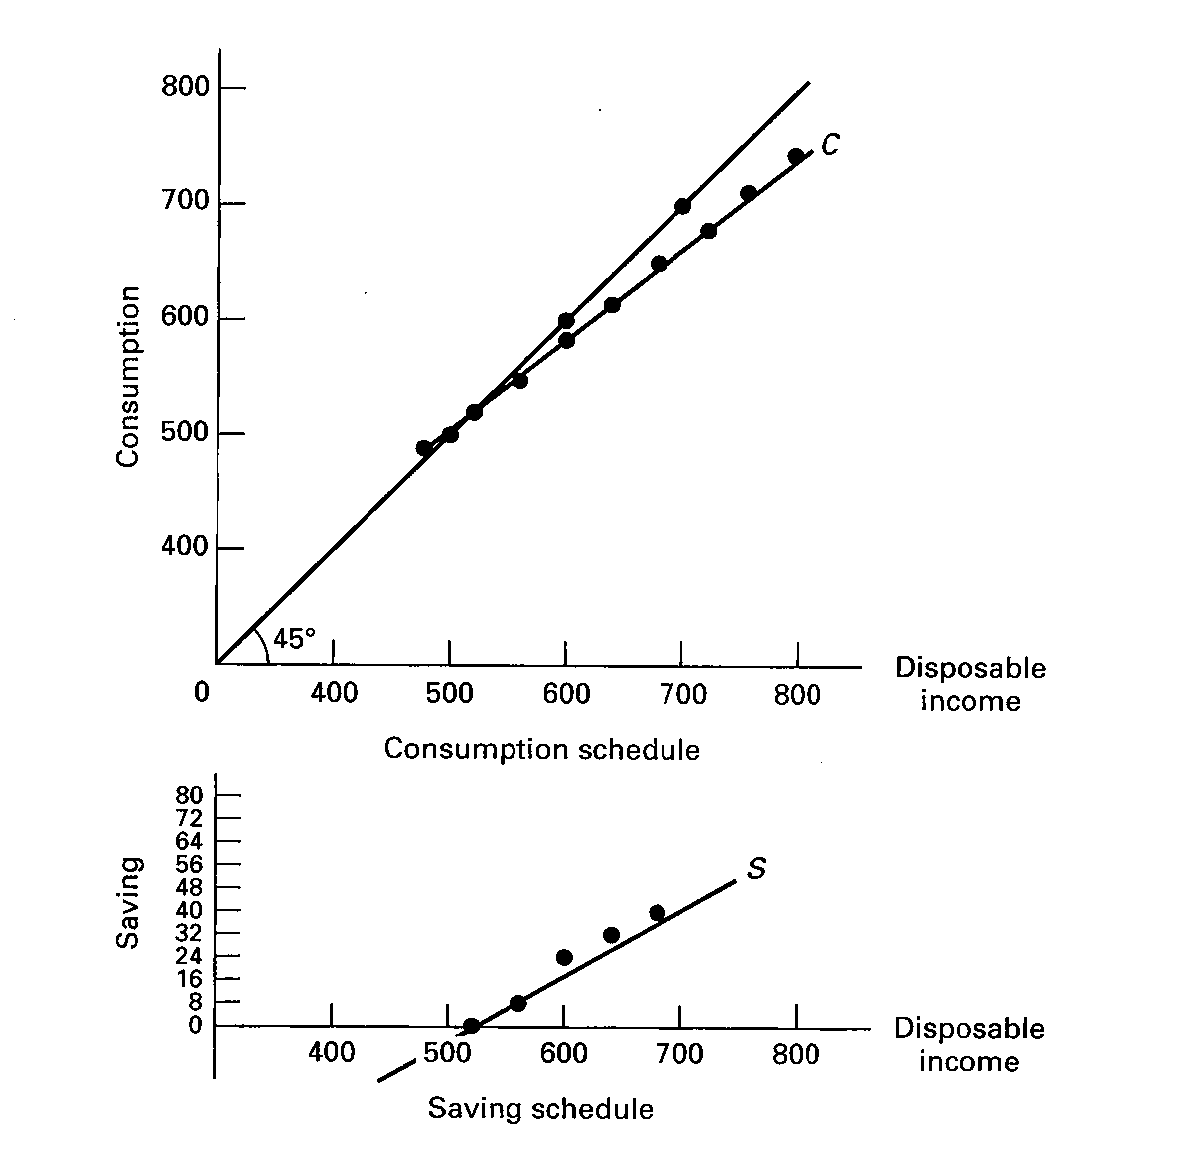 800
C
700
600
Consumption
500
400
45°
0
400 500 600 700 800
Disposable
income
Consumption schedule
80
72
64
56
48
40
32
24
16
8
0
Saving
S
400 500 600 700 800
Disposable
income
Saving schedule